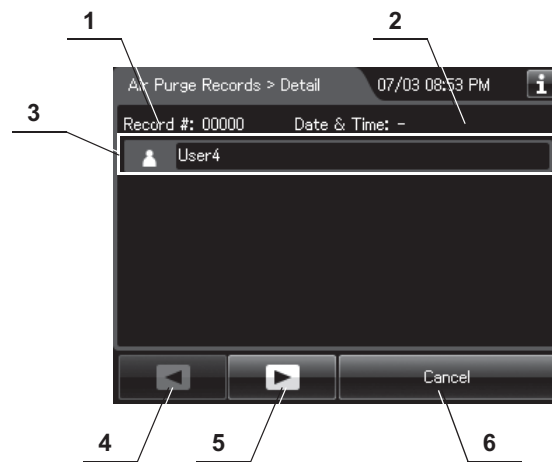 1
2
Air Purge Records > Detail
07/03 08:53 PM
i
3
Record #: 00000
Date & Time: -
User4
Cancel
4
5
6